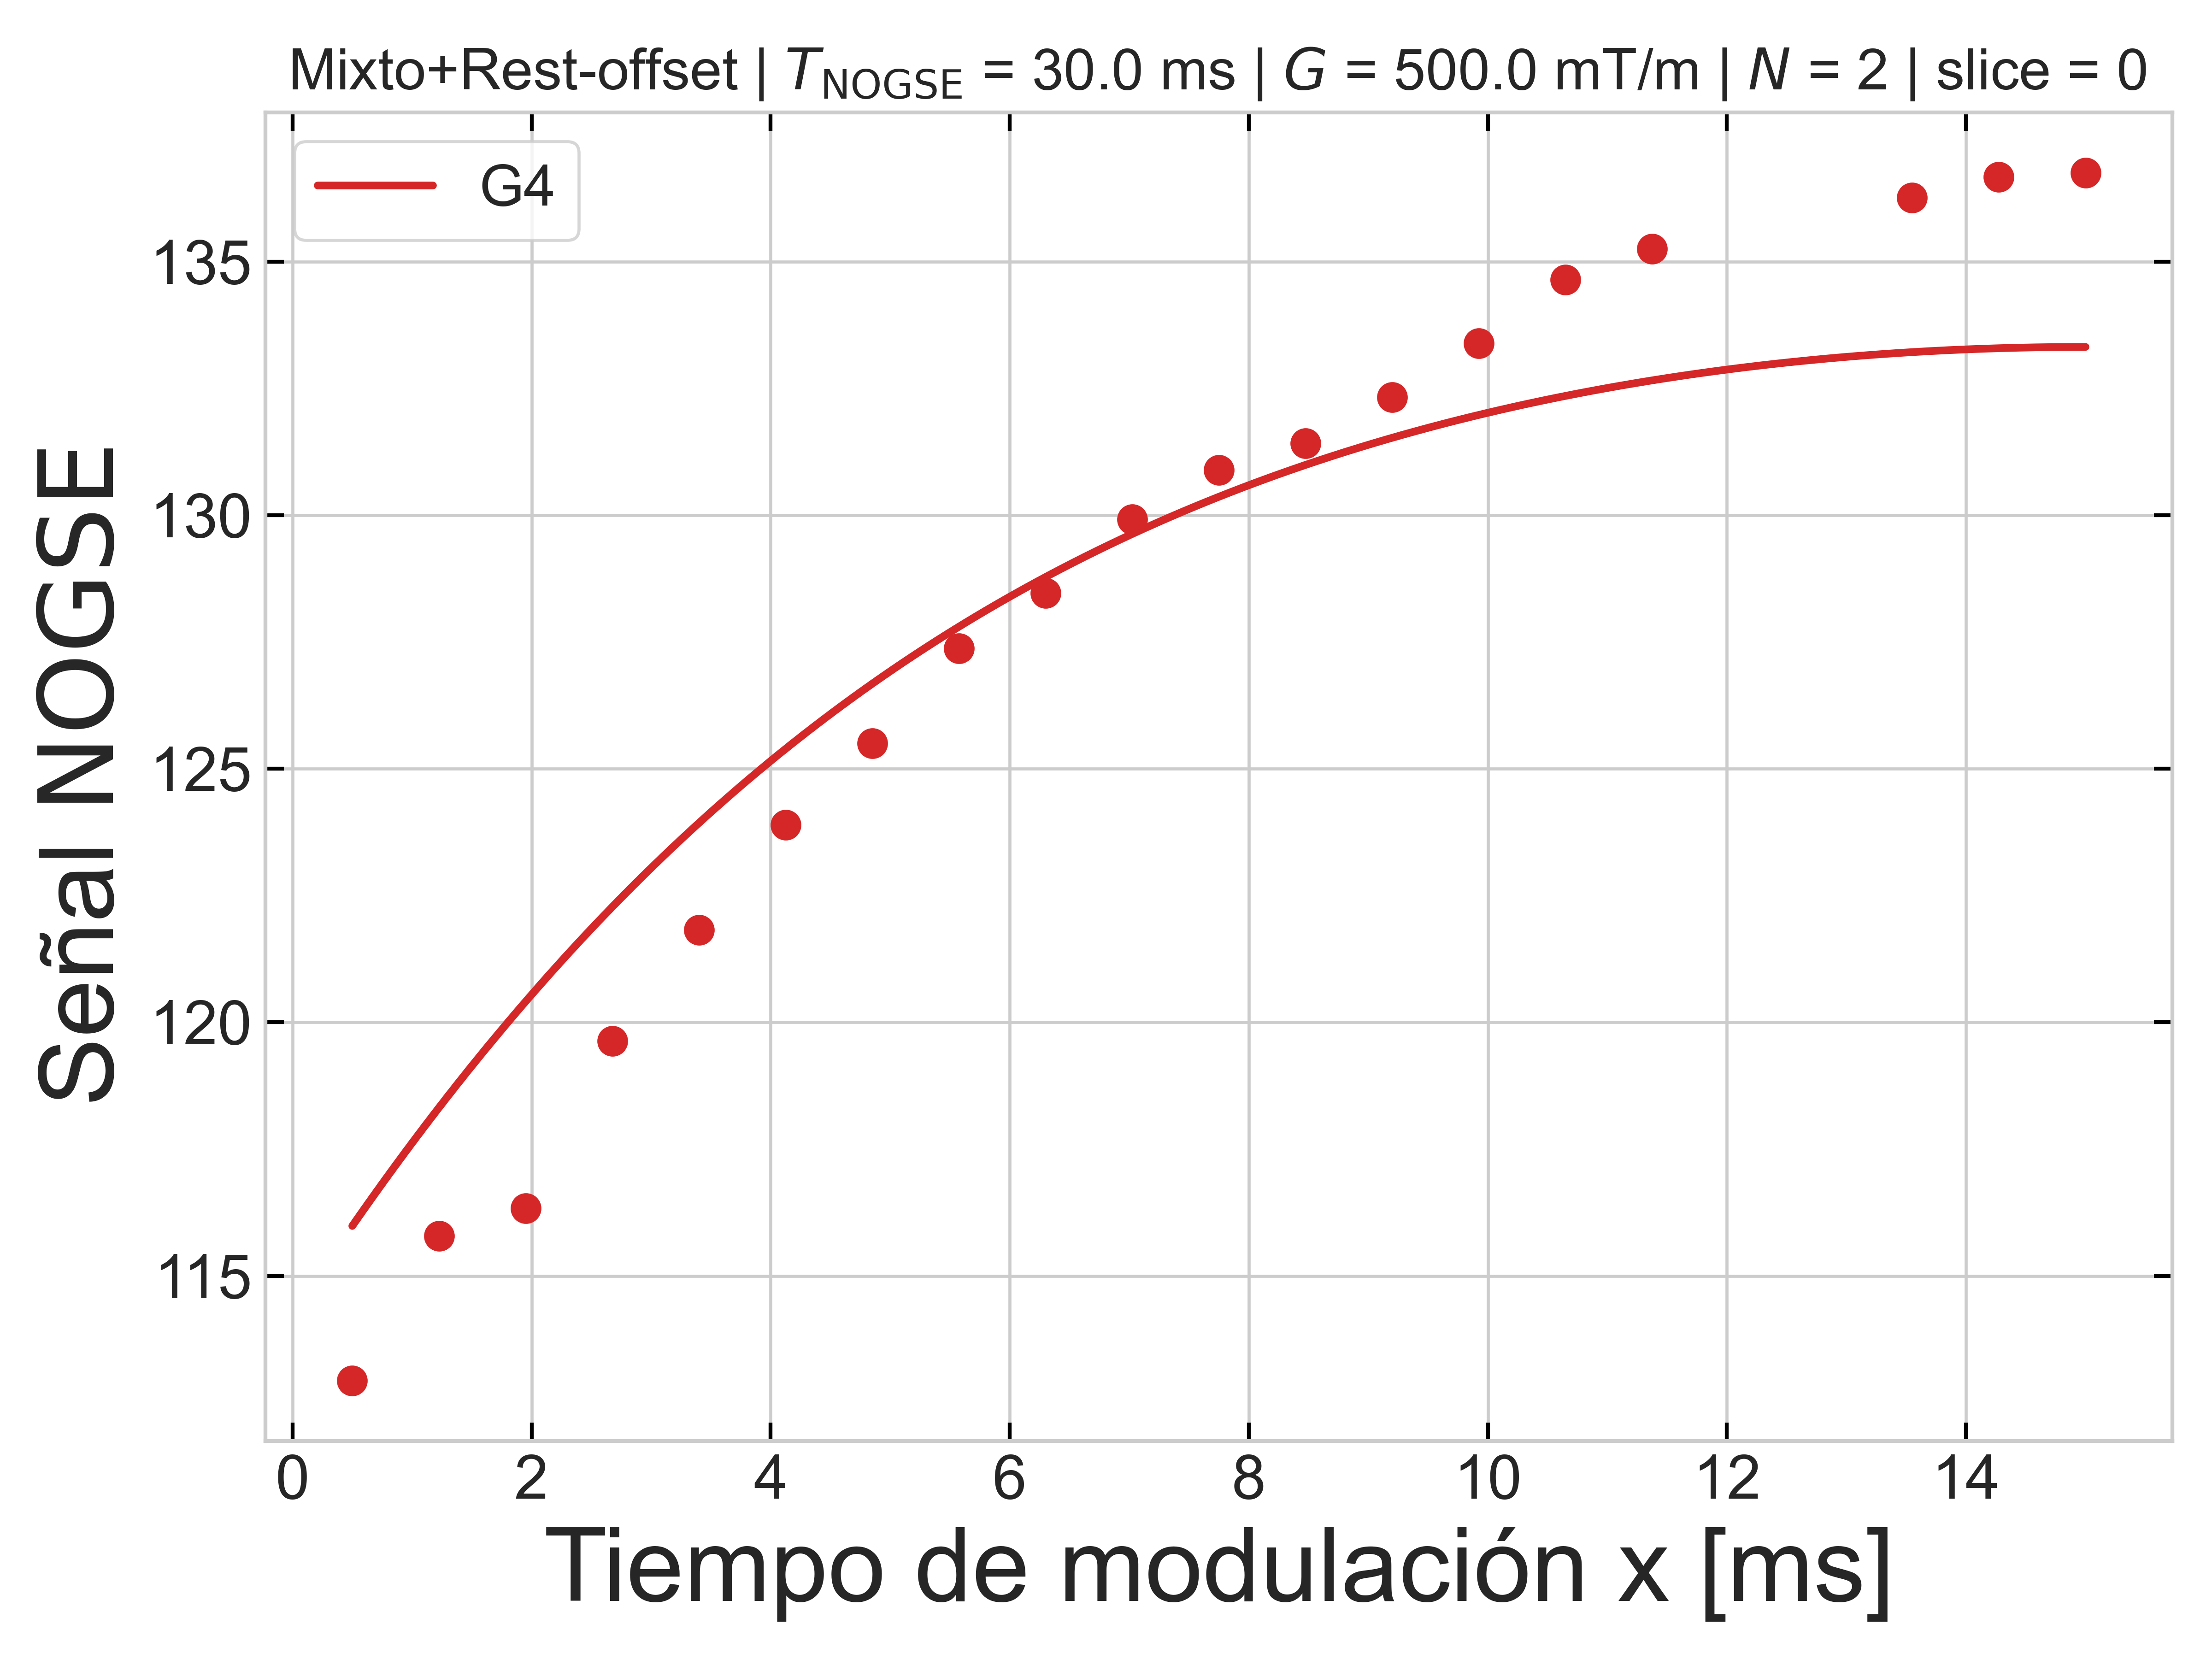 Mixto+Rest-offset | T_NOGSE = 30.0 ms | G = 500.0 mT/m | N = 2 | slice = 0
G4
Señal NOGSE
135
130
125
120
115
0 2 4 6 8 10 12 14
Tiempo de modulación x [ms]